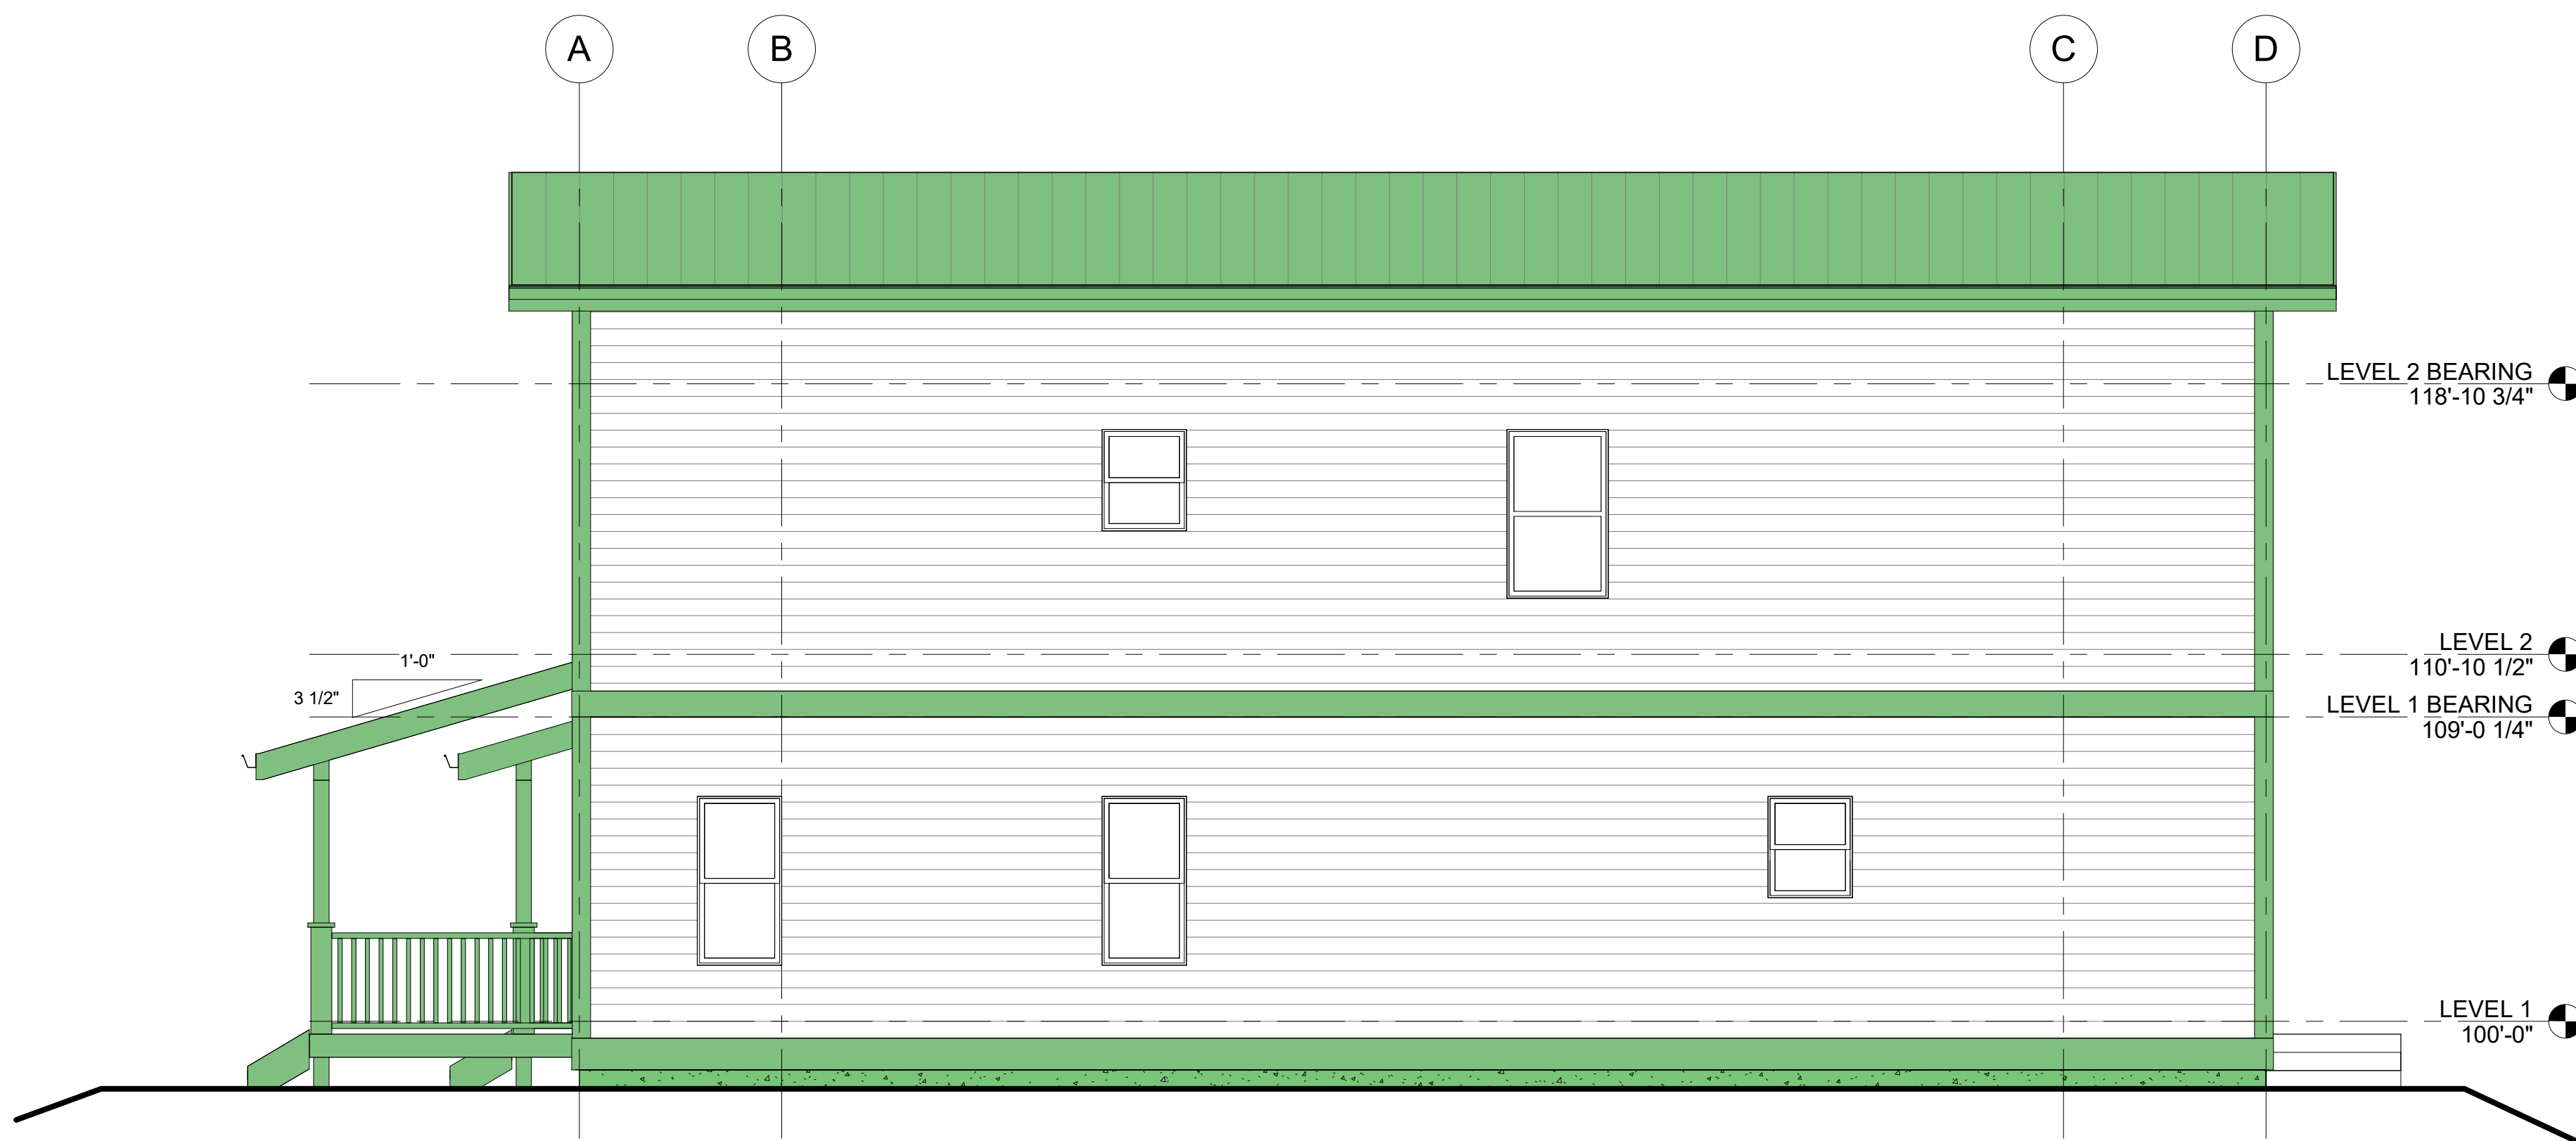 A
B
C
D
LEVEL 2 BEARING
118'-10 3/4"
LEVEL 2
110'-10 1/2"
1'-0"
3 1/2"
LEVEL 1 BEARING
109'-0 1/4"
LEVEL 1
100'-0"